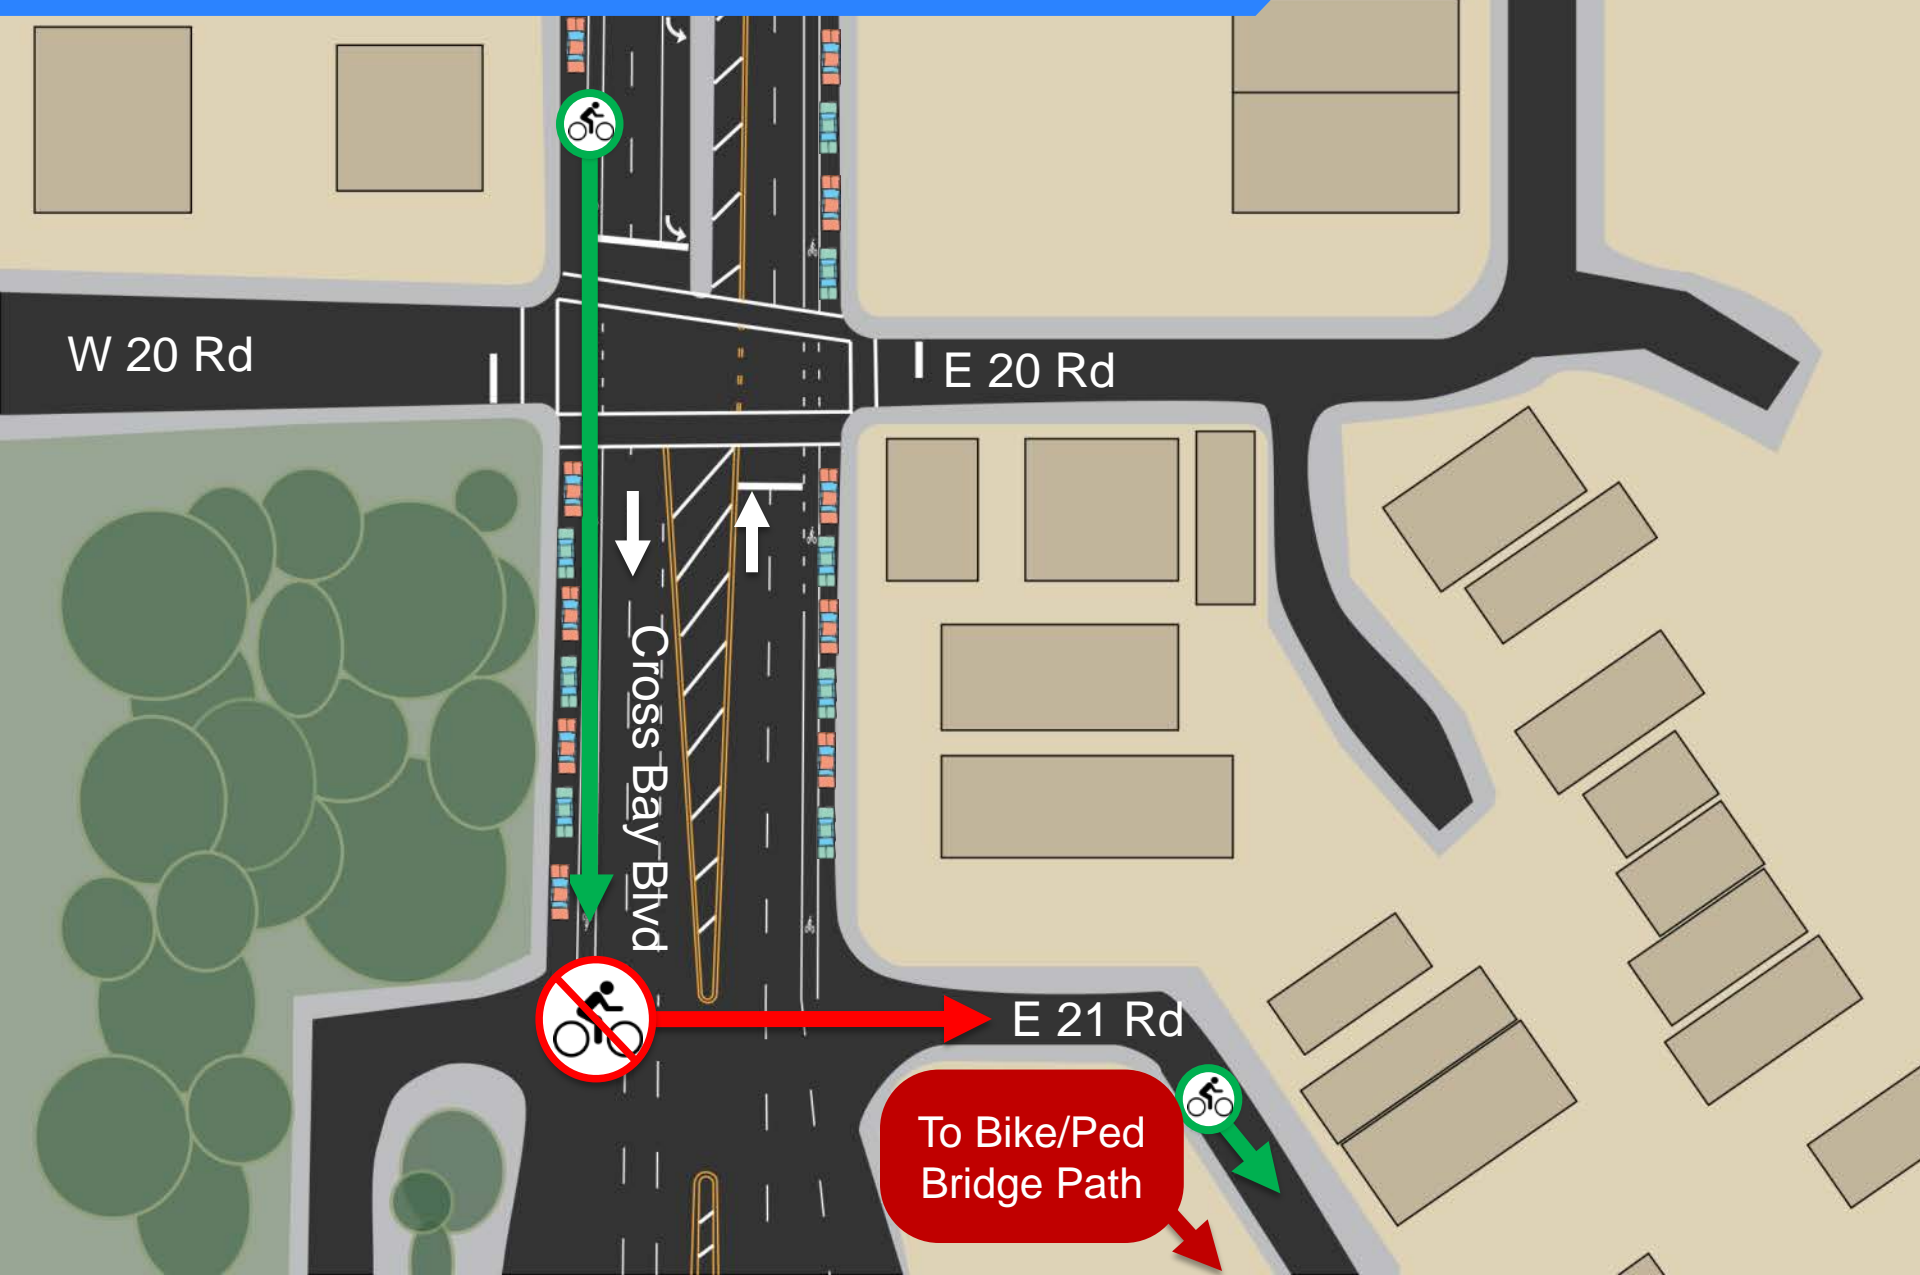 W 20 Rd
E 20 Rd
Cross Bay Blvd
E 21 Rd
To Bike/Ped
Bridge Path